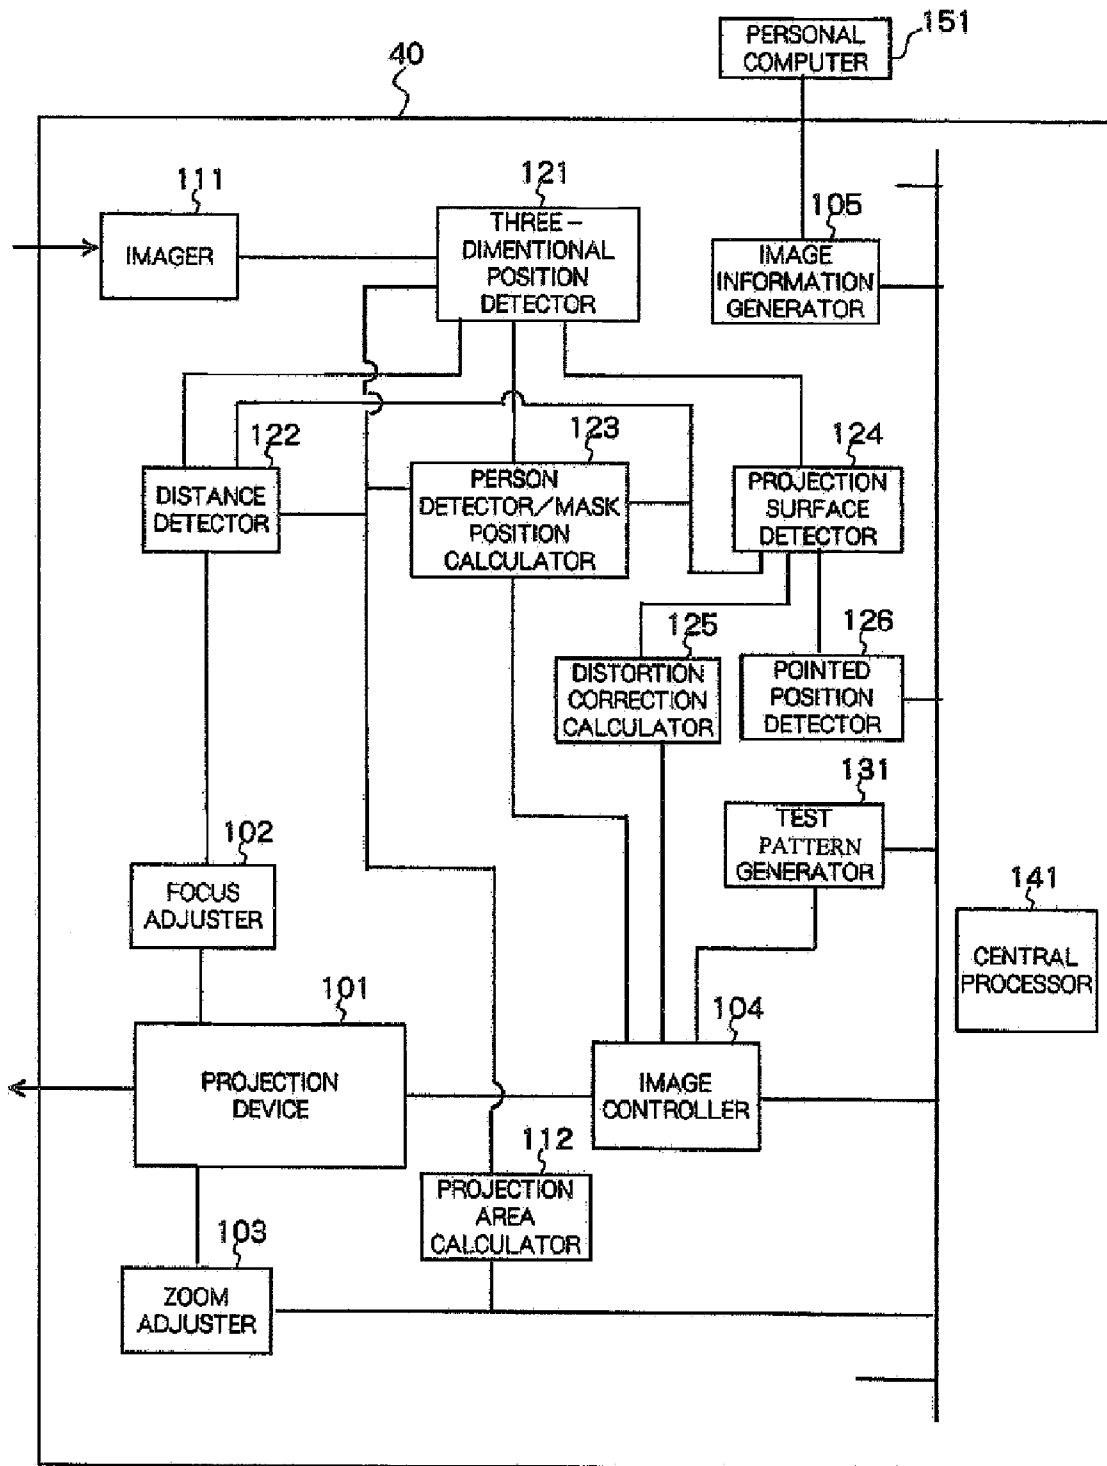 PERSONAL
COMPUTER
151
40
111
IMAGER
121
THREE-
DIMENTIONAL
POSITION
DETECTOR
105
IMAGE
INFORMATION
GENERATOR
122
DISTANCE
DETECTOR
123
PERSON
DETECTOR/MASK
POSITION
CALCULATOR
124
PROJECTION
SURFACE
DETECTOR
125
DISTORTION
CORRECTION
CALCULATOR
126
POINTED
POSITION
DETECTOR
131
TEST
PATTERN
GENERATOR
102
FOCUS
ADJUSTER
141
CENTRAL
PROCESSOR
101
PROJECTION
DEVICE
104
IMAGE
CONTROLLER
112
PROJECTION
AREA
CALCULATOR
103
ZOOM
ADJUSTER